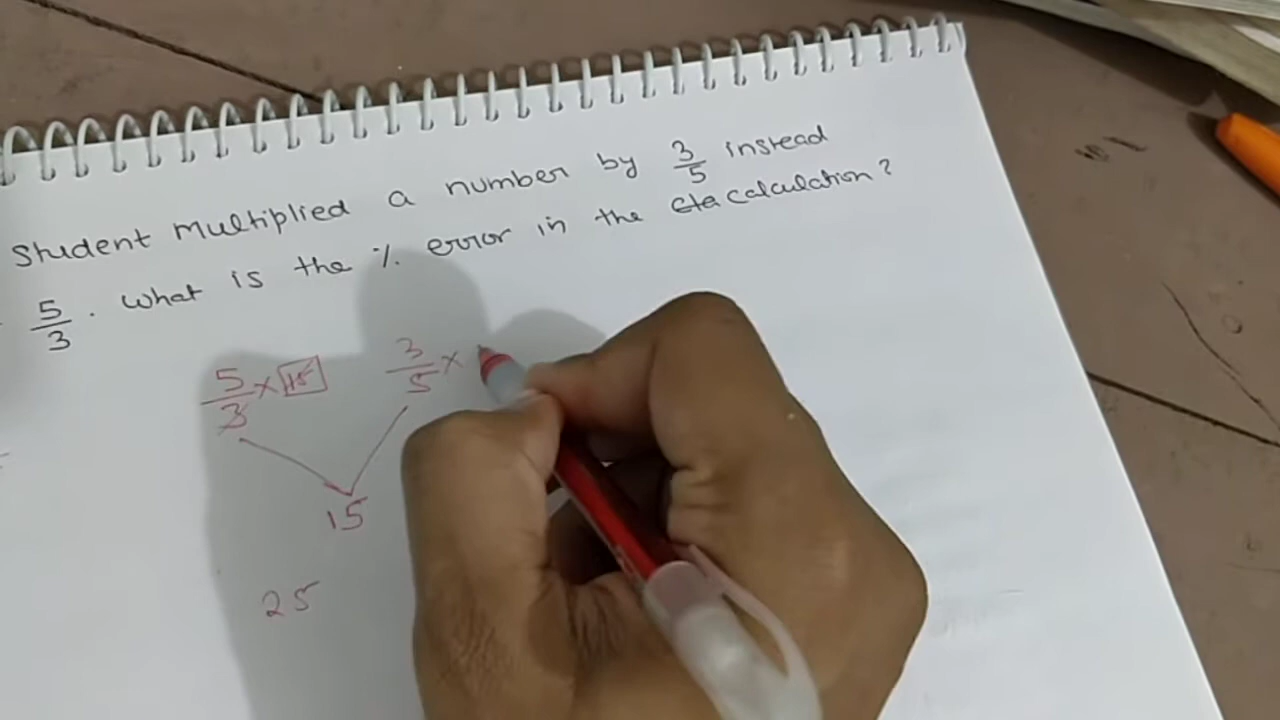 Student Multiplied a number by 3/5 instead
5/3. What is the % error in the calculation?
5/3 × 15 3/5 ×
15
25